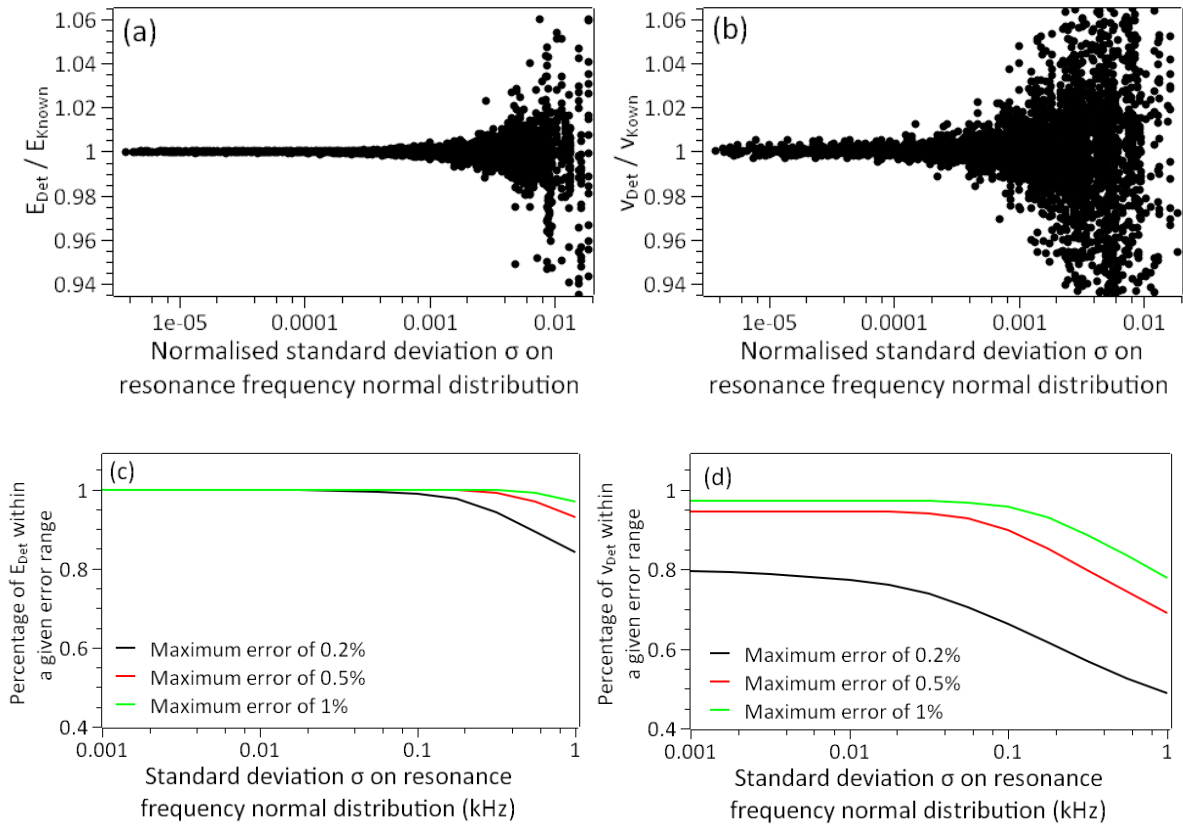 (a)
1.06
1.04
1.02
1
0.98
0.96
0.94
E_Det / E_Known
1e-05 0.0001 0.001 0.01
Normalised standard deviation σ on
resonance frequency normal distribution
(b)
1.06
1.04
1.02
1
0.98
0.96
0.94
ν_Det / ν_Kown
1e-05 0.0001 0.001 0.01
Normalised standard deviation σ on
resonance frequency normal distribution
(c)
1
0.8
0.6
0.4
Percentage of E_Det within
a given error range
Maximum error of 0.2%
Maximum error of 0.5%
Maximum error of 1%
0.001 0.01 0.1 1
Standard deviation σ on resonance
frequency normal distribution (kHz)
(d)
1
0.8
0.6
0.4
Percentage of ν_Det within
a given error range
Maximum error of 0.2%
Maximum error of 0.5%
Maximum error of 1%
0.001 0.01 0.1 1
Standard deviation σ on resonance
frequency normal distribution (kHz)